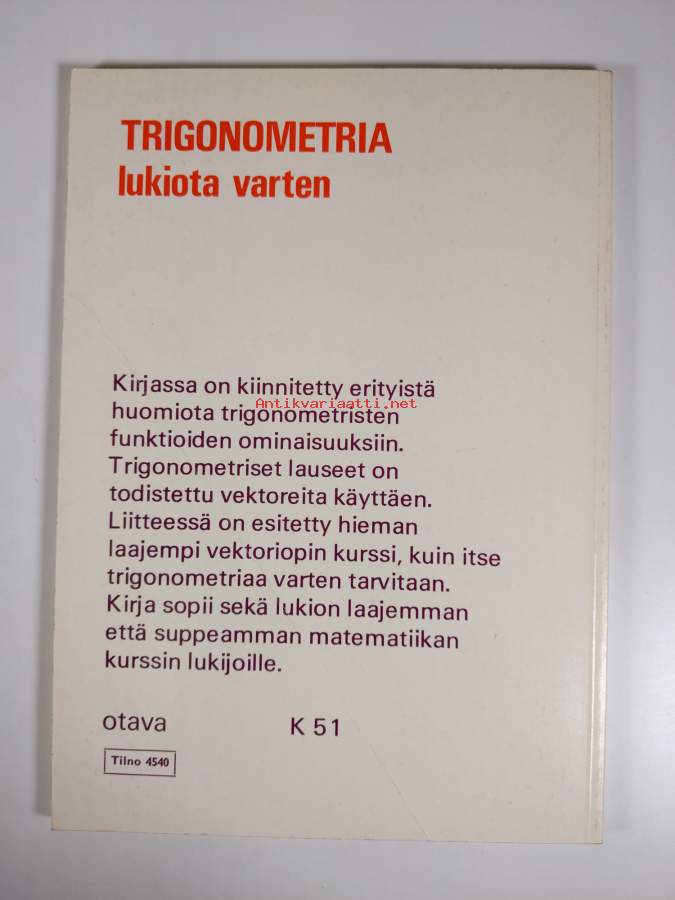 TRIGONOMETRIA
lukiota varten
Kirjassa on kiinnitetty erityistä
Antikvariaatti.net
huomiota trigonometristen
funktioiden ominaisuuksiin.
Trigonometriset lauseet on
todistettu vektoreita käyttäen.
Liitteessä on esitetty hieman
laajempi vektoriopin kurssi, kuin itse
trigonometriaa varten tarvitaan.
Kirja sopii sekä lukion laajemman
että suppeamman matematiikan
kurssin lukijoille.
otava K 51
Tilno 4540